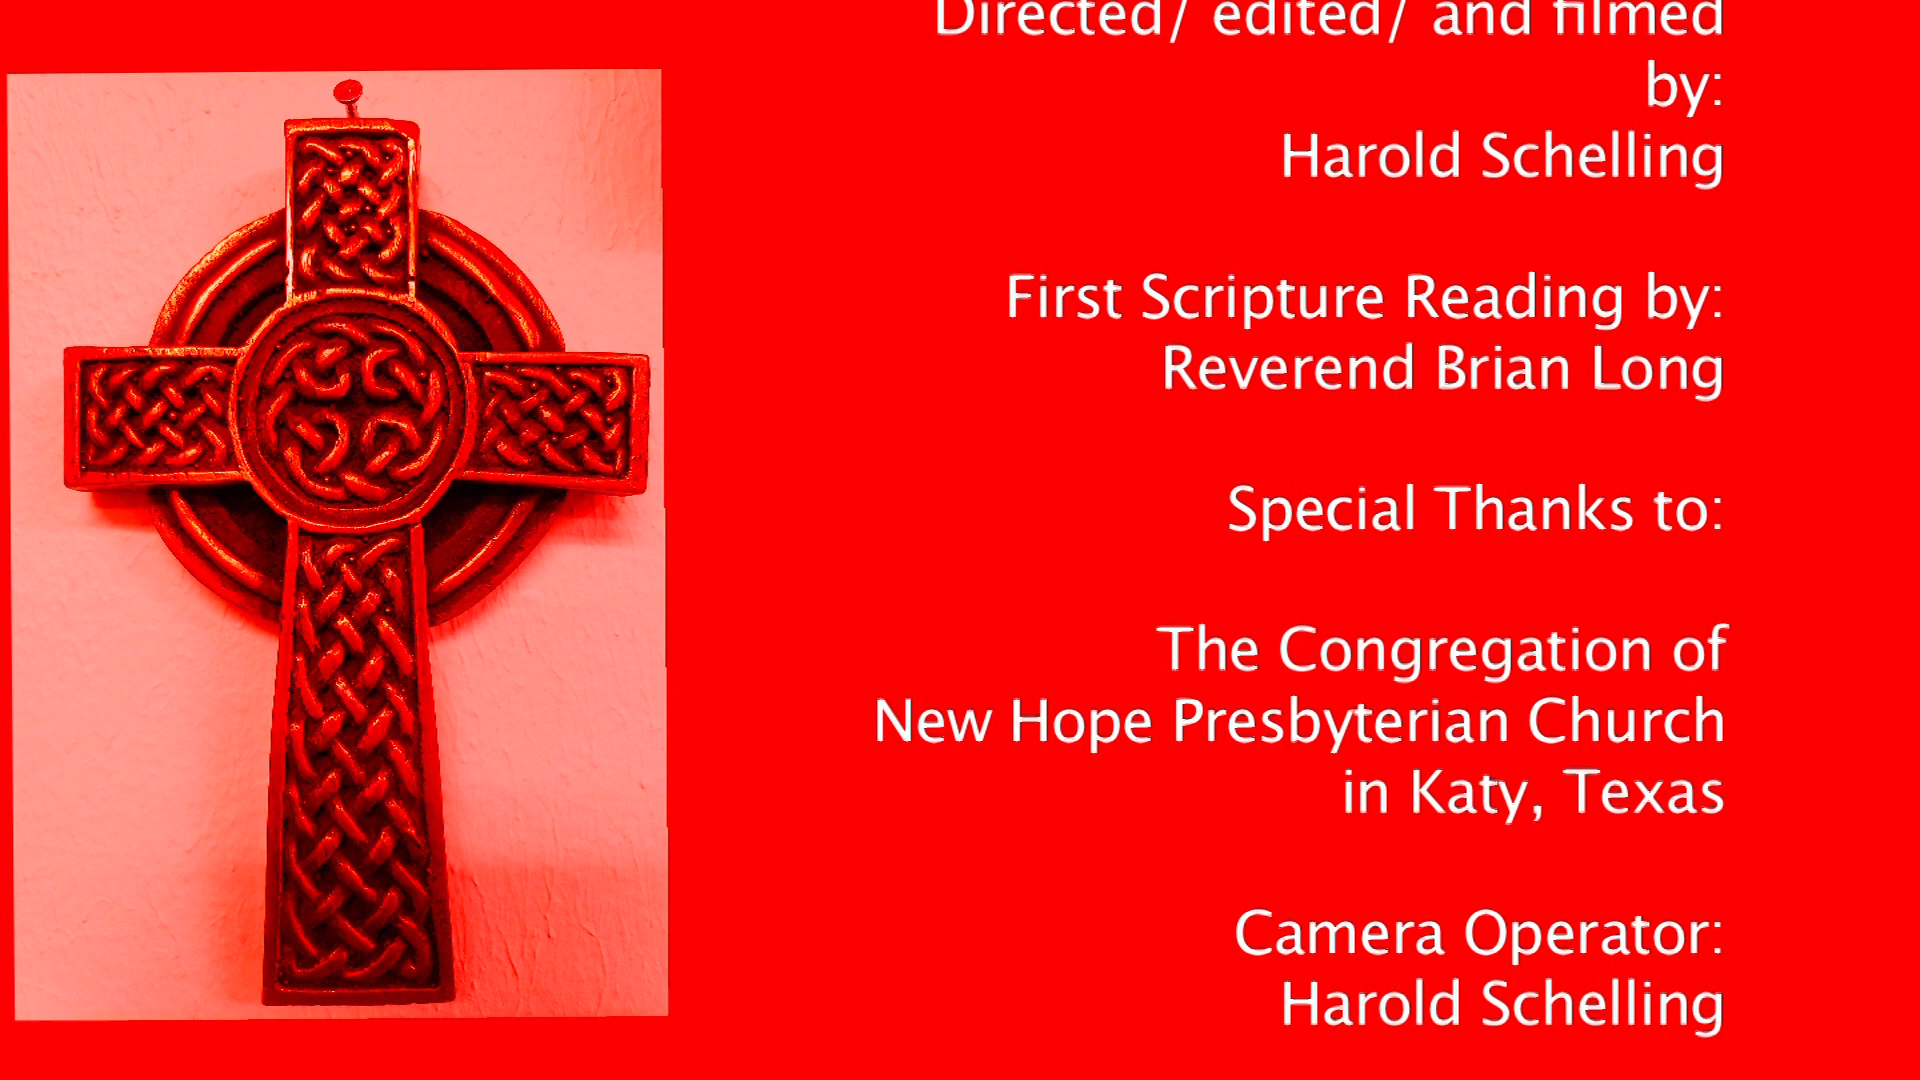 Directed/ edited/ and filmed
by:
Harold Schelling
First Scripture Reading by:
Reverend Brian Long
Special Thanks to:
The Congregation of
New Hope Presbyterian Church
in Katy, Texas
Camera Operator:
Harold Schelling